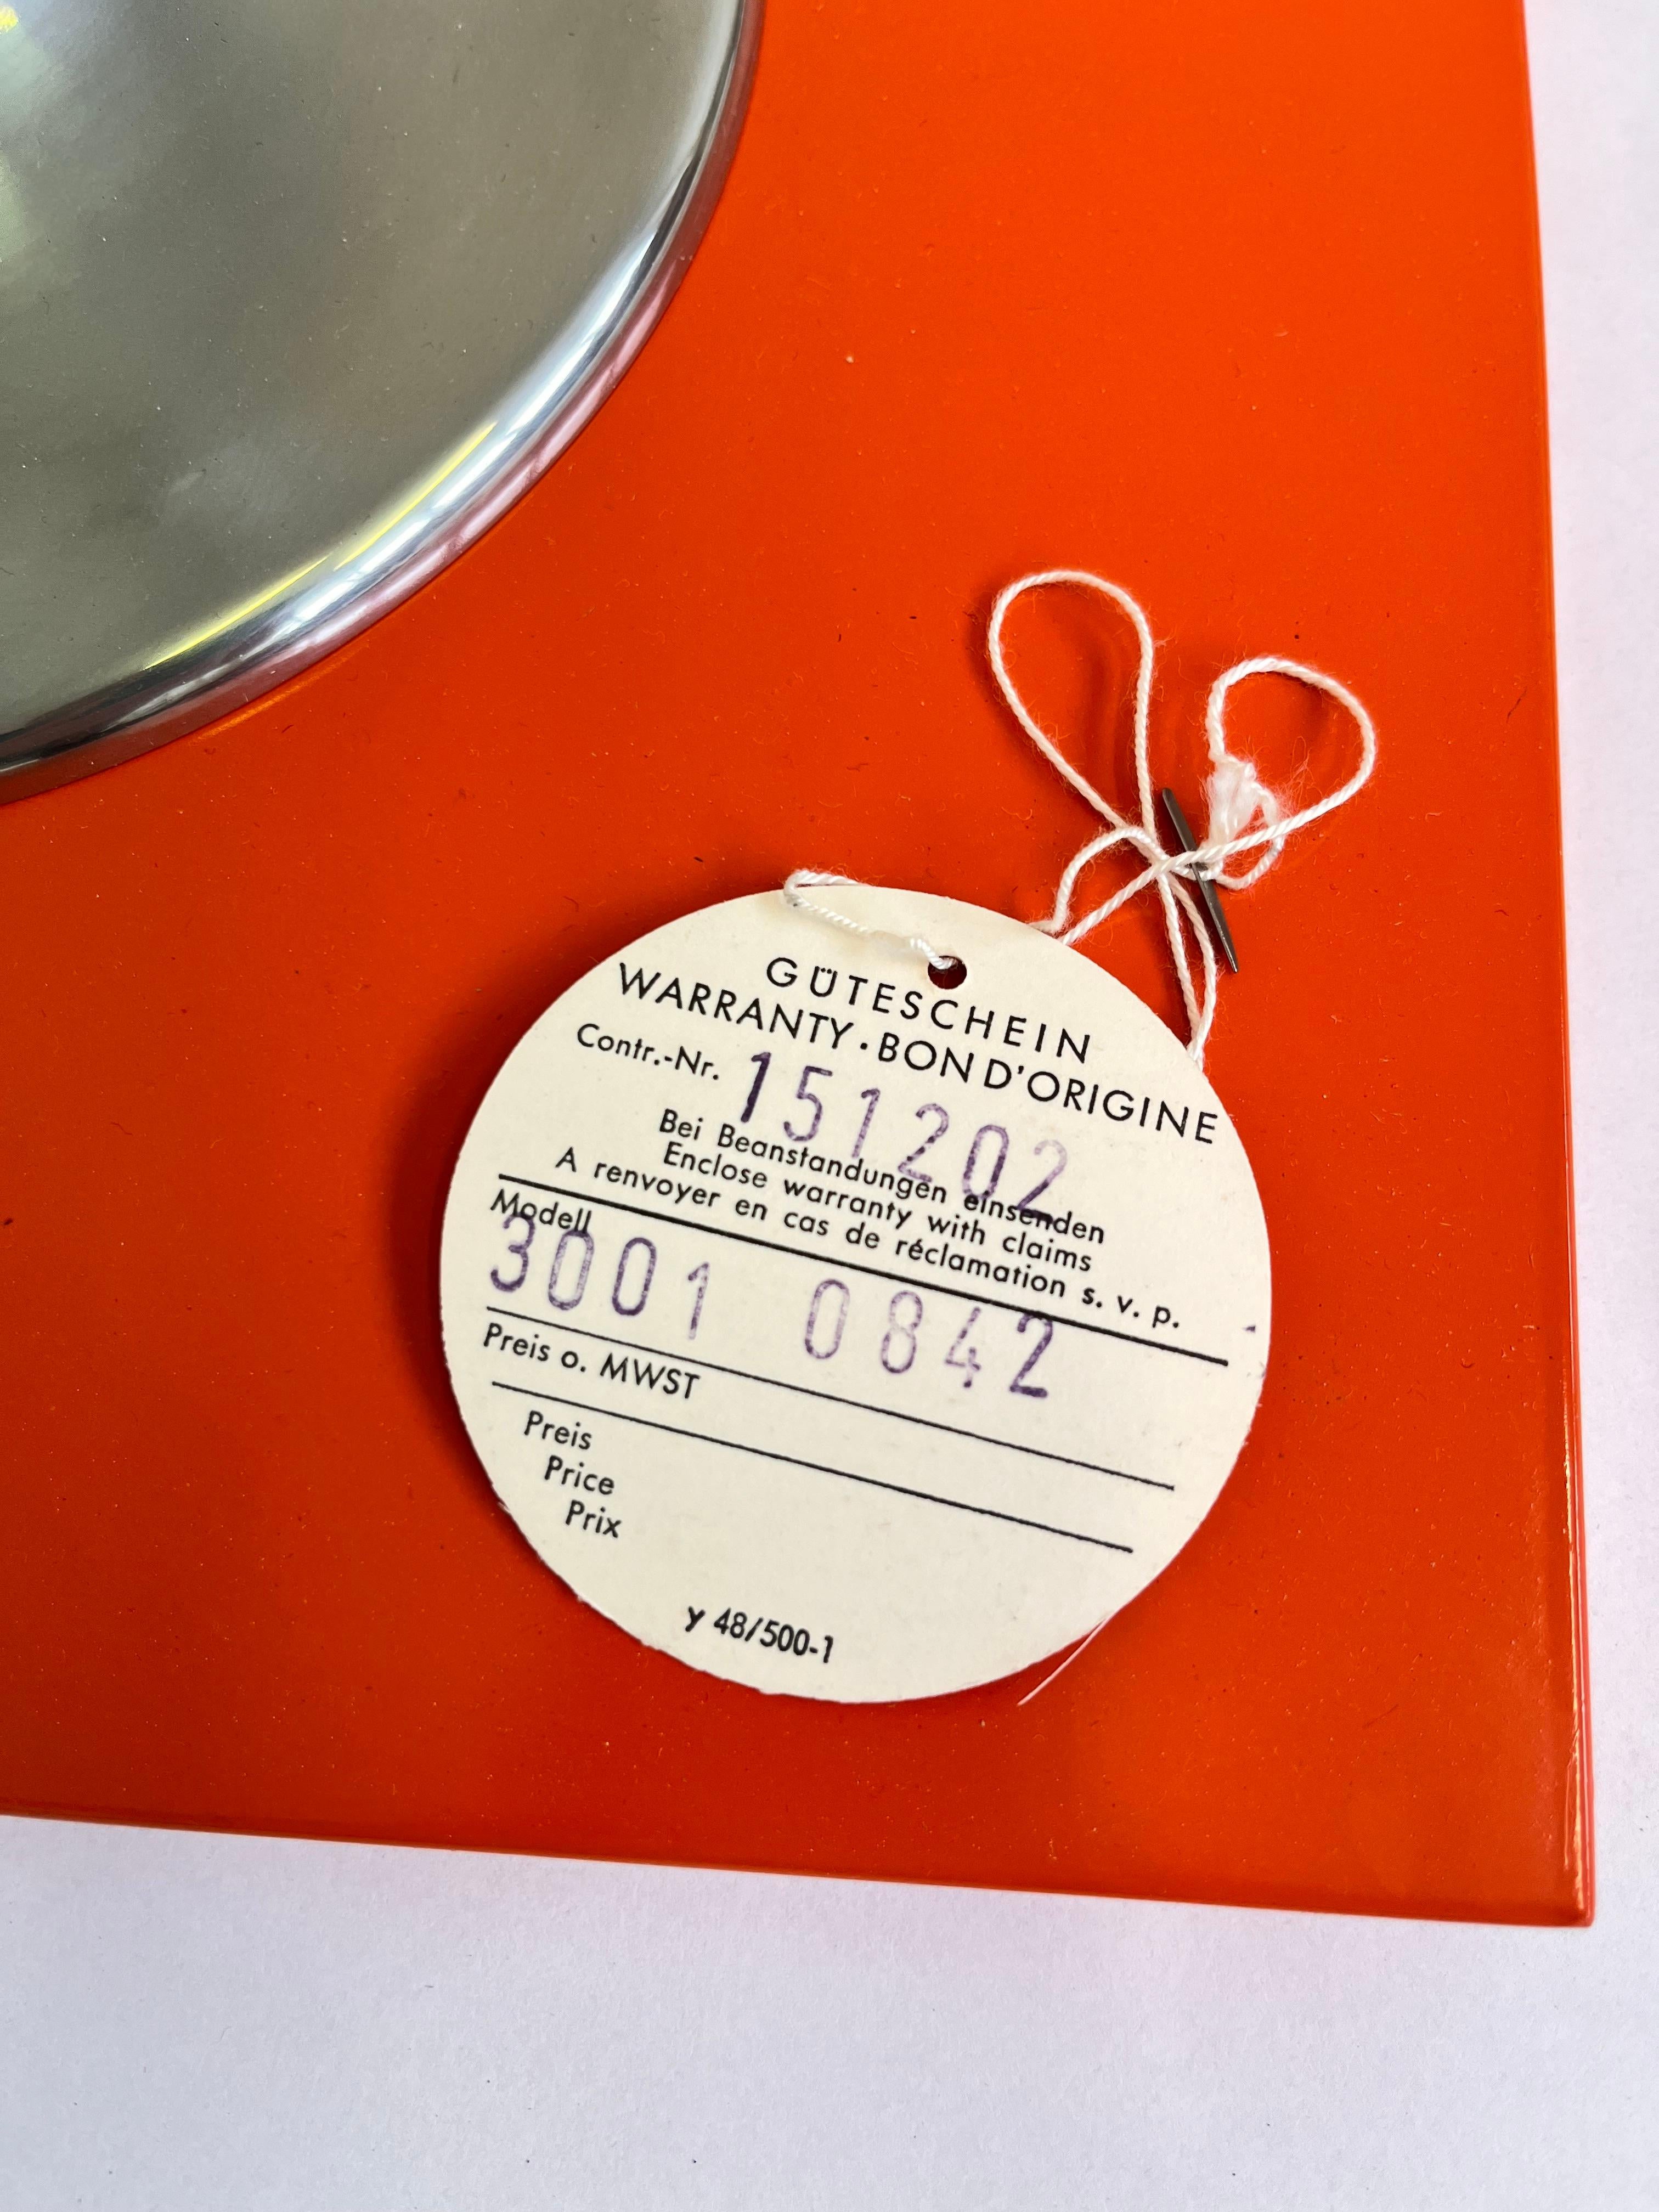 GÜTESCHEIN
WARRANTY·BON D'ORIGINE
Contr.-Nr. 151202
Bei Beanstandungen einsenden
Enclose warranty with claims
A renvoyer en cas de réclamation s. v. p.
Modell
3001 0842
Preis o. MWST
Preis
Price
Prix
y 48/500-1